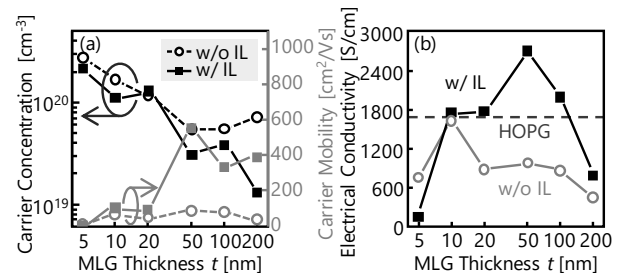 (a)
w/o IL
w/ IL
Carrier Concentration [cm⁻³]
10²⁰
10¹⁹
5 10 20 50 100 200
MLG Thickness t [nm]
1000
800
600
400
200
0
Carrier Mobility [cm²/Vs]
(b)
Electrical Conductivity [S/cm]
3000
2400
1800
1200
600
0
w/ IL
HOPG
w/o IL
5 10 20 50 100 200
MLG Thickness t [nm]